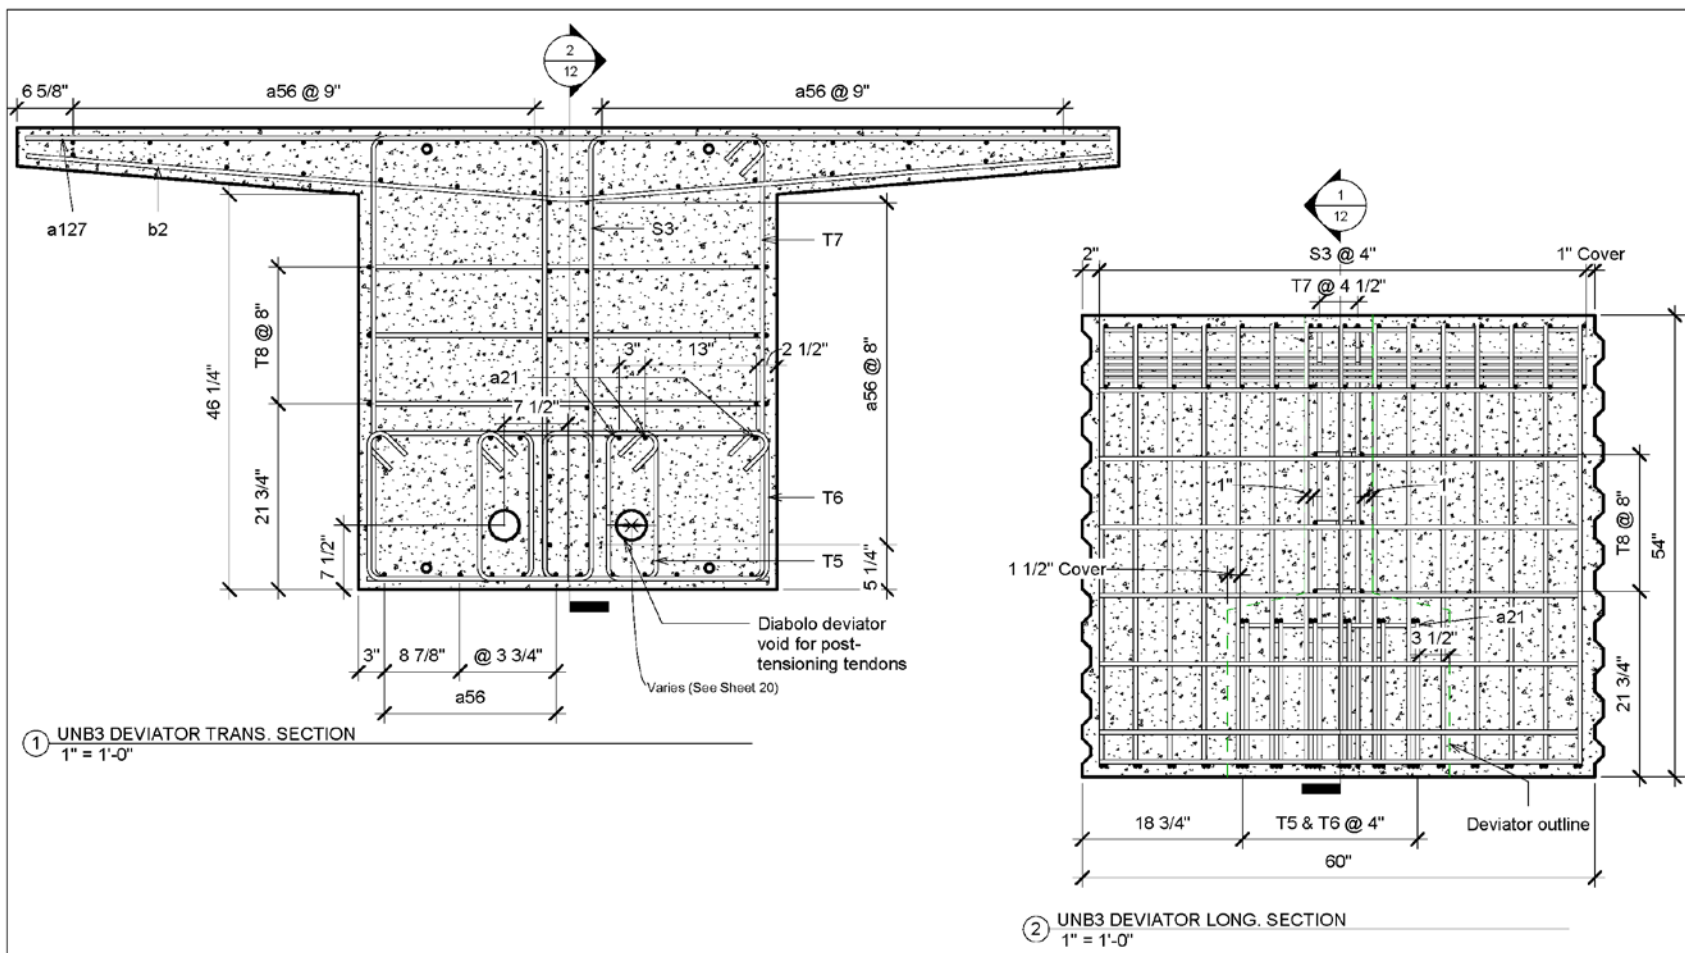 2
12
6 5/8"
a56 @ 9"
a56 @ 9"
a127
b2
S3
T7
T8 @ 8"
46 1/4"
3"
13"
2 1/2"
a21
7 1/2"
a56 @ 8"
21 3/4"
7 1/2"
T6
T5
5 1/4"
Diabolo deviator
void for post-
tensioning tendons
Varies (See Sheet 20)
3"
8 7/8"
@ 3 3/4"
a56
1
UNB3 DEVIATOR TRANS. SECTION
1" = 1'-0"
1
12
2"
S3 @ 4"
1" Cover
T7 @ 4 1/2"
1"
1"
T8 @ 8"
54"
1 1/2" Cover
a21
3 1/2"
21 3/4"
18 3/4"
T5 & T6 @ 4"
Deviator outline
60"
2
UNB3 DEVIATOR LONG. SECTION
1" = 1'-0"